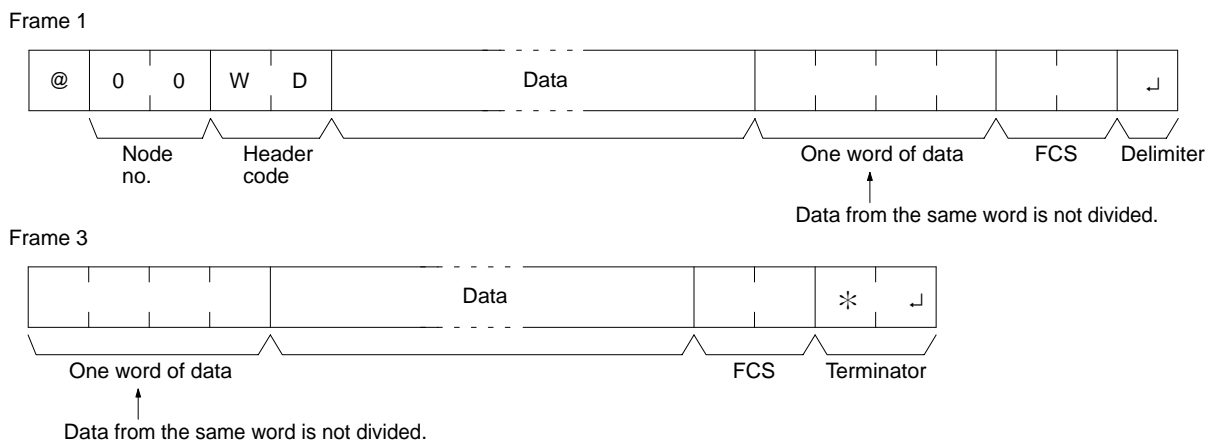 Frame 1
@ 0 0 W D Data ↵
Node no. Header code One word of data FCS Delimiter
Data from the same word is not divided.
Frame 3
Data * ↵
One word of data FCS Terminator
Data from the same word is not divided.